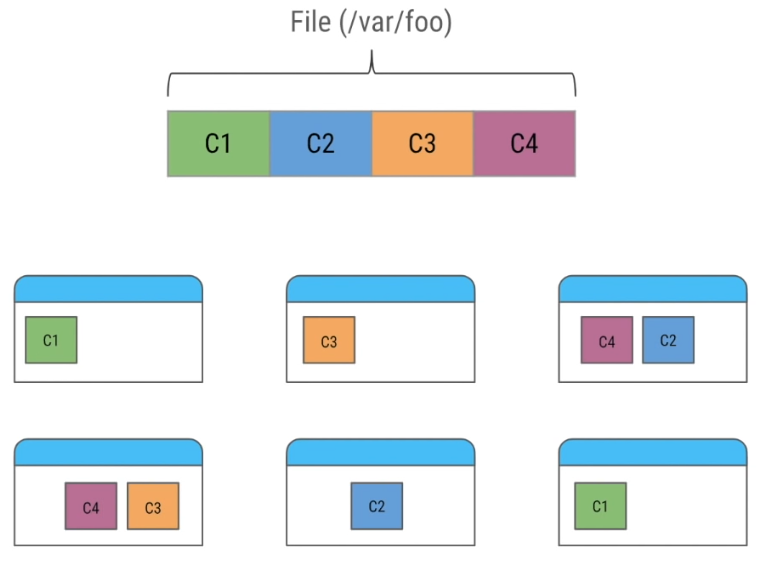 File (/var/foo)
C1 C2 C3 C4
C1 C3 C4 C2
C4 C3 C2 C1